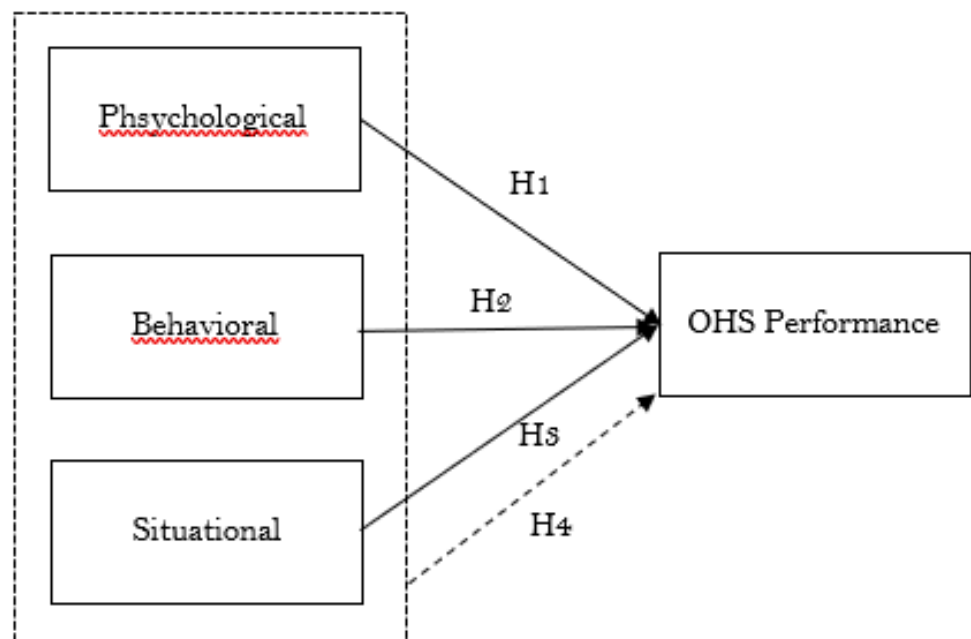 Phsychological
H1
Behavioral
H2
OHS Performance
H3
Situational
H4